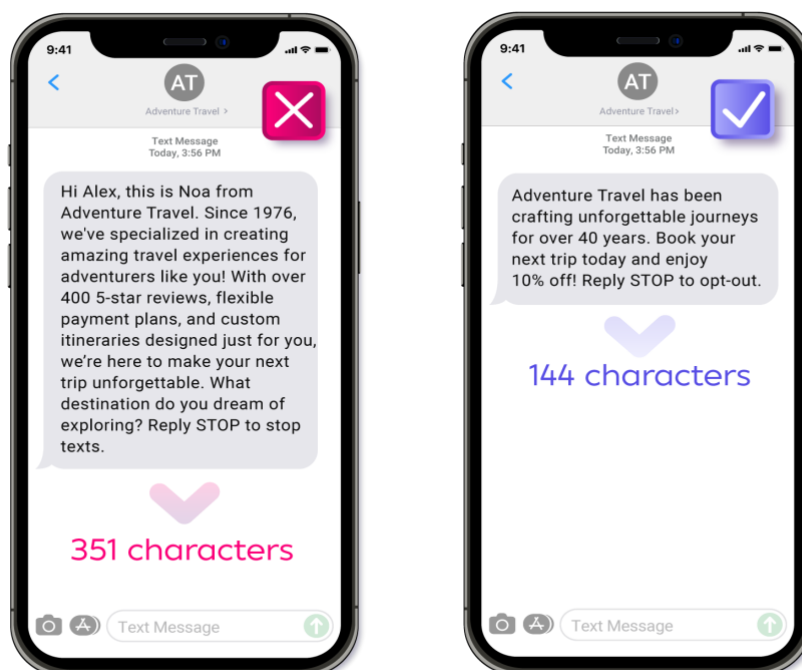 9:41
AT
Adventure Travel >
Text Message
Today, 3:56 PM
Hi Alex, this is Noa from
Adventure Travel. Since 1976,
we've specialized in creating
amazing travel experiences for
adventurers like you! With over
400 5-star reviews, flexible
payment plans, and custom
itineraries designed just for you,
we're here to make your next
trip unforgettable. What
destination do you dream of
exploring? Reply STOP to stop
texts.
351 characters
Text Message
9:41
AT
Adventure Travel>
Text Message
Today, 3:56 PM
Adventure Travel has been
crafting unforgettable journeys
for over 40 years. Book your
next trip today and enjoy
10% off! Reply STOP to opt-out.
144 characters
Text Message